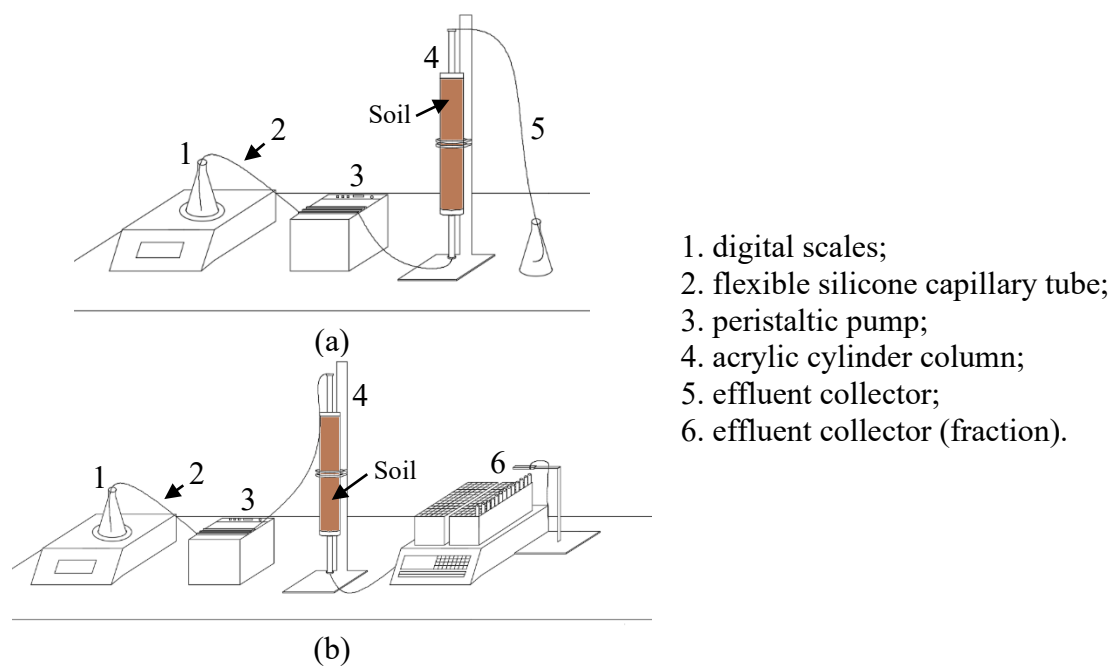 4
Soil
5
2
1
3
(a)
1. digital scales;
2. flexible silicone capillary tube;
3. peristaltic pump;
4. acrylic cylinder column;
5. effluent collector;
6. effluent collector (fraction).
4
6
Soil
1
2
3
(b)